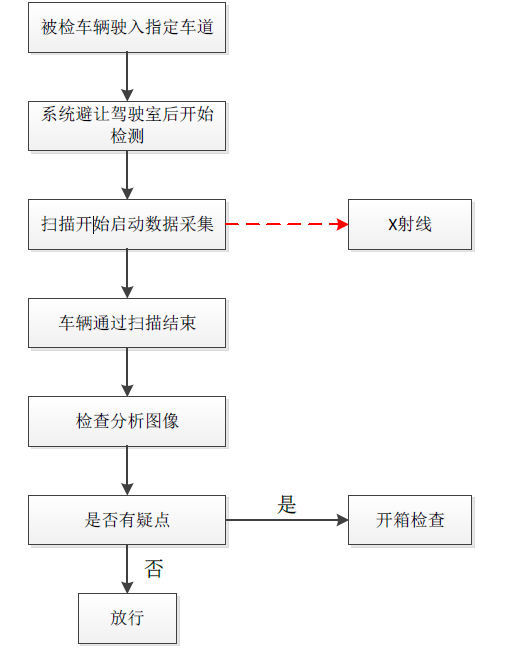 被检车辆驶入指定车道
系统避让驾驶室后开始
检测
扫描开始启动数据采集
X射线
车辆通过扫描结束
检查分析图像
是否有疑点
是
开箱检查
否
放行